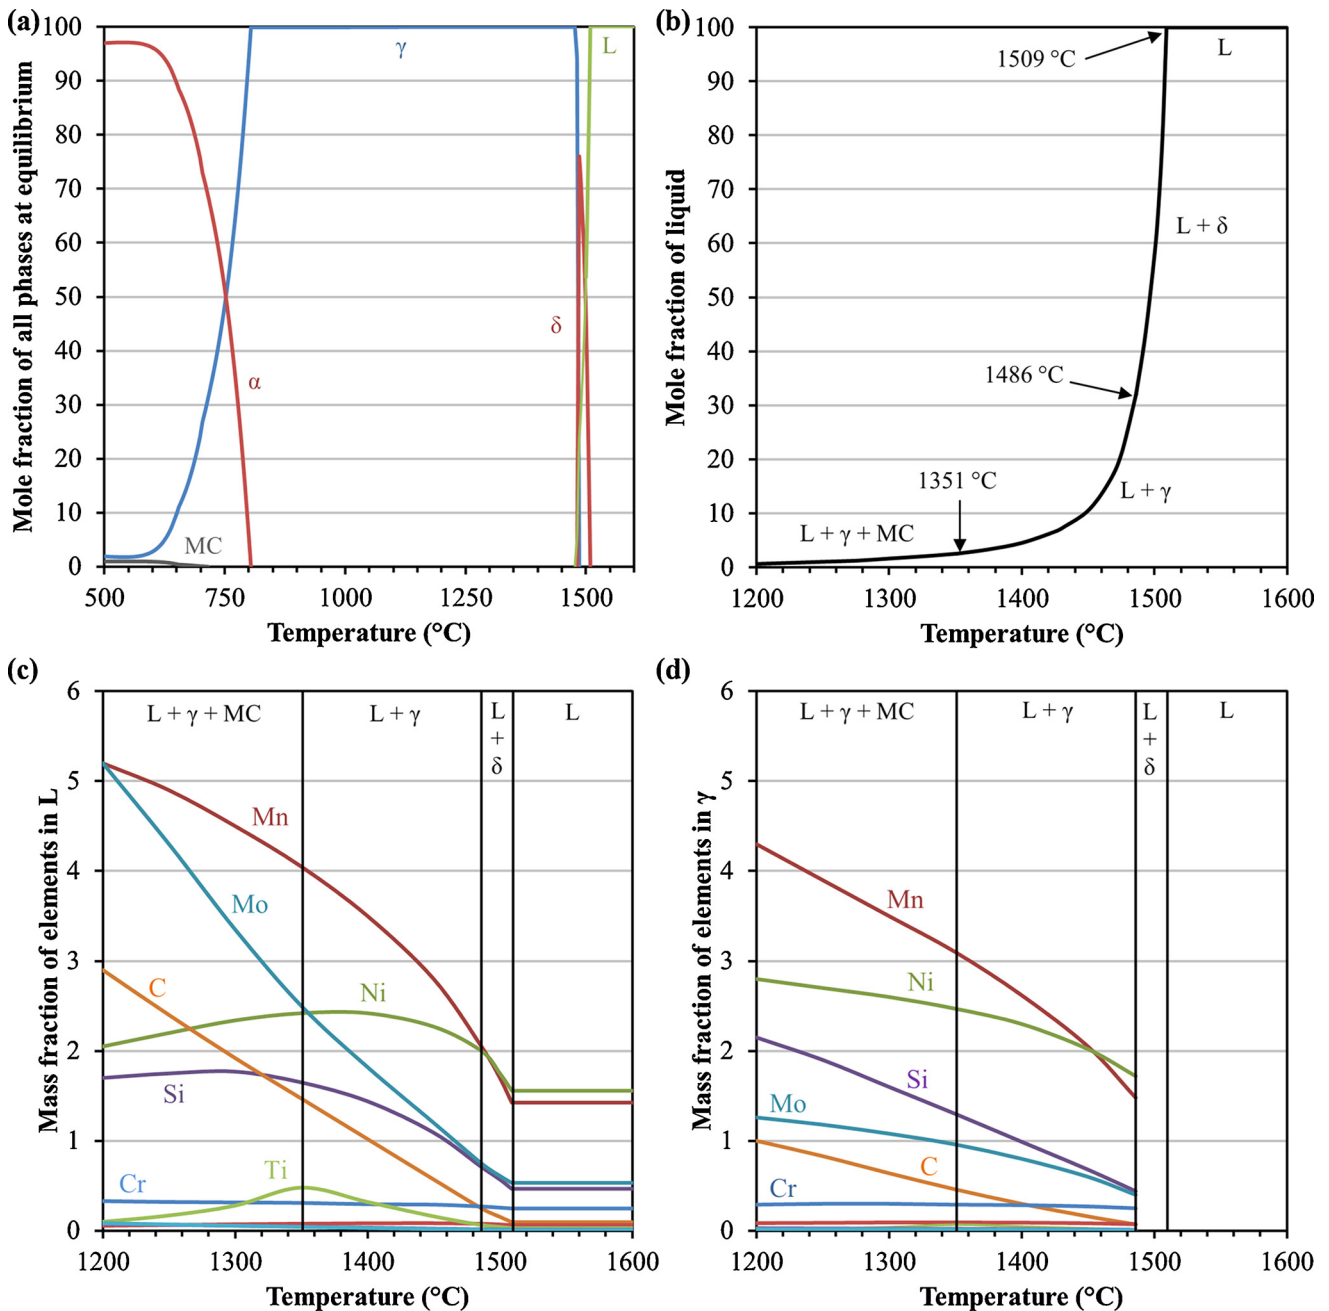 (a)
Mole fraction of all phases at equilibrium
100
90
80
70
60
50
40
30
20
10
0
γ
L
δ
α
MC
500 750 1000 1250 1500
Temperature (°C)
(b)
Mole fraction of liquid
100
90
80
70
60
50
40
30
20
10
0
1509 °C
L
L + δ
1486 °C
1351 °C
L + γ
L + γ + MC
1200 1300 1400 1500 1600
Temperature (°C)
(c)
Mass fraction of elements in L
6
5
4
3
2
1
0
L + γ + MC
L + γ
L
+
δ
L
Mn
Mo
C
Ni
Si
Ti
Cr
1200 1300 1400 1500 1600
Temperature (°C)
(d)
Mass fraction of elements in γ
6
5
4
3
2
1
0
L + γ + MC
L + γ
L
+
δ
L
Mn
Ni
Si
Mo
C
Cr
1200 1300 1400 1500 1600
Temperature (°C)